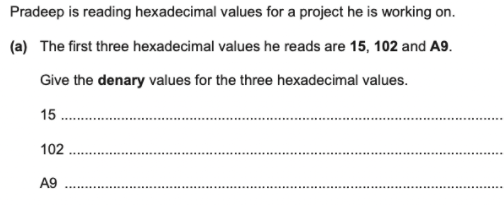 Pradeep is reading hexadecimal values for a project he is working on.
(a) The first three hexadecimal values he reads are 15, 102 and A9.
Give the denary values for the three hexadecimal values.
15 ................................................................................
102 ................................................................................
A9 ................................................................................